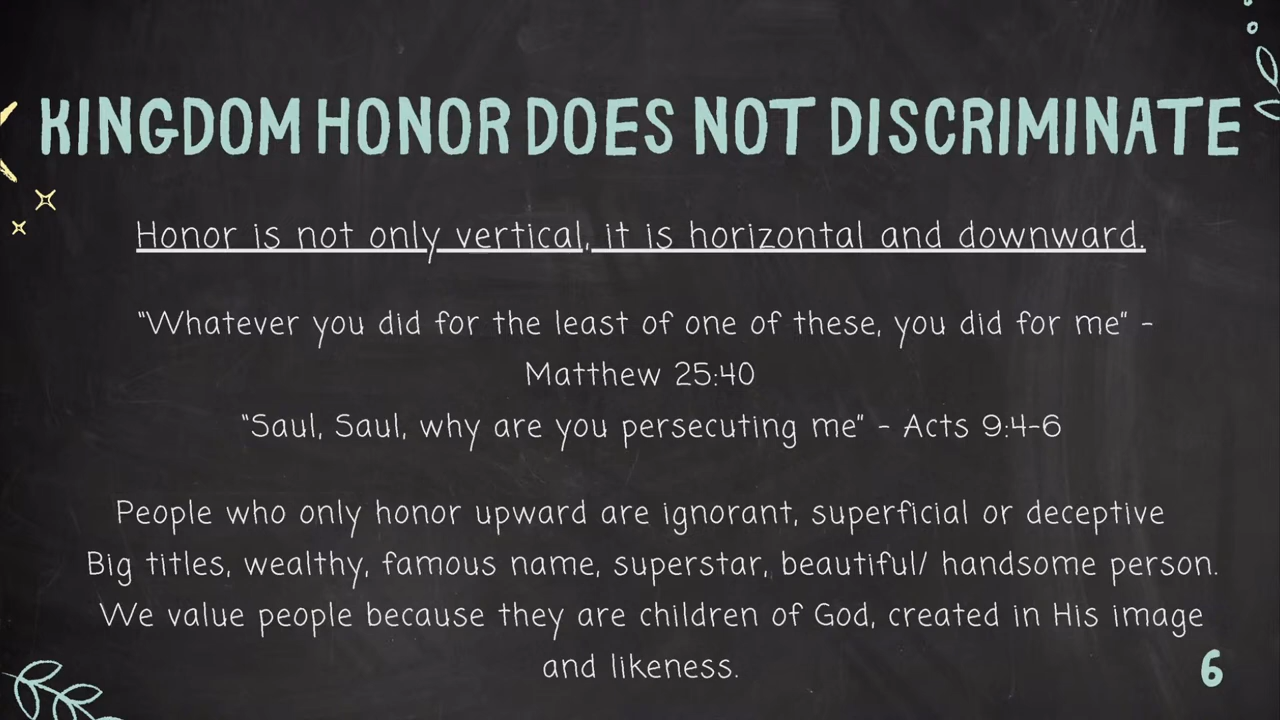 KINGDOM HONOR DOES NOT DISCRIMINATE
Honor is not only vertical, it is horizontal and downward.
"Whatever you did for the least of one of these, you did for me" -
Matthew 25:40
"Saul, Saul, why are you persecuting me" - Acts 9:4-6
People who only honor upward are ignorant, superficial or deceptive
Big titles, wealthy, famous name, superstar, beautiful/ handsome person.
We value people because they are children of God, created in His image
and likeness.
6